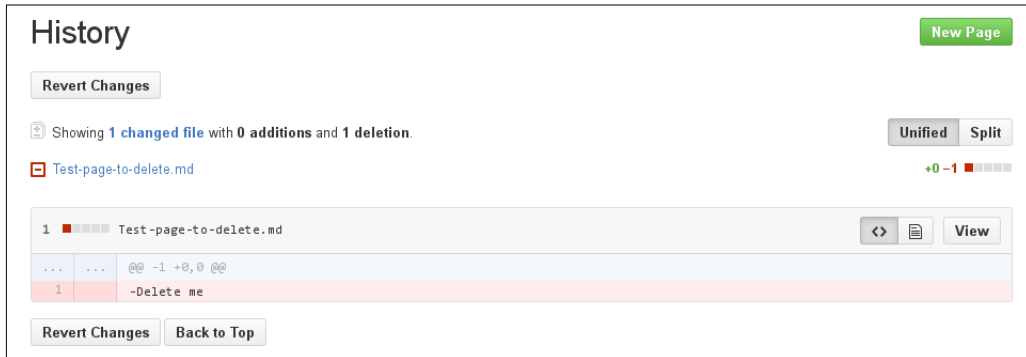 History
New Page
Revert Changes
Showing 1 changed file with 0 additions and 1 deletion.
Unified Split
Test-page-to-delete.md
+0 −1
1 Test-page-to-delete.md
<> View
... ... @@ -1 +0,0 @@
1 -Delete me
Revert Changes Back to Top